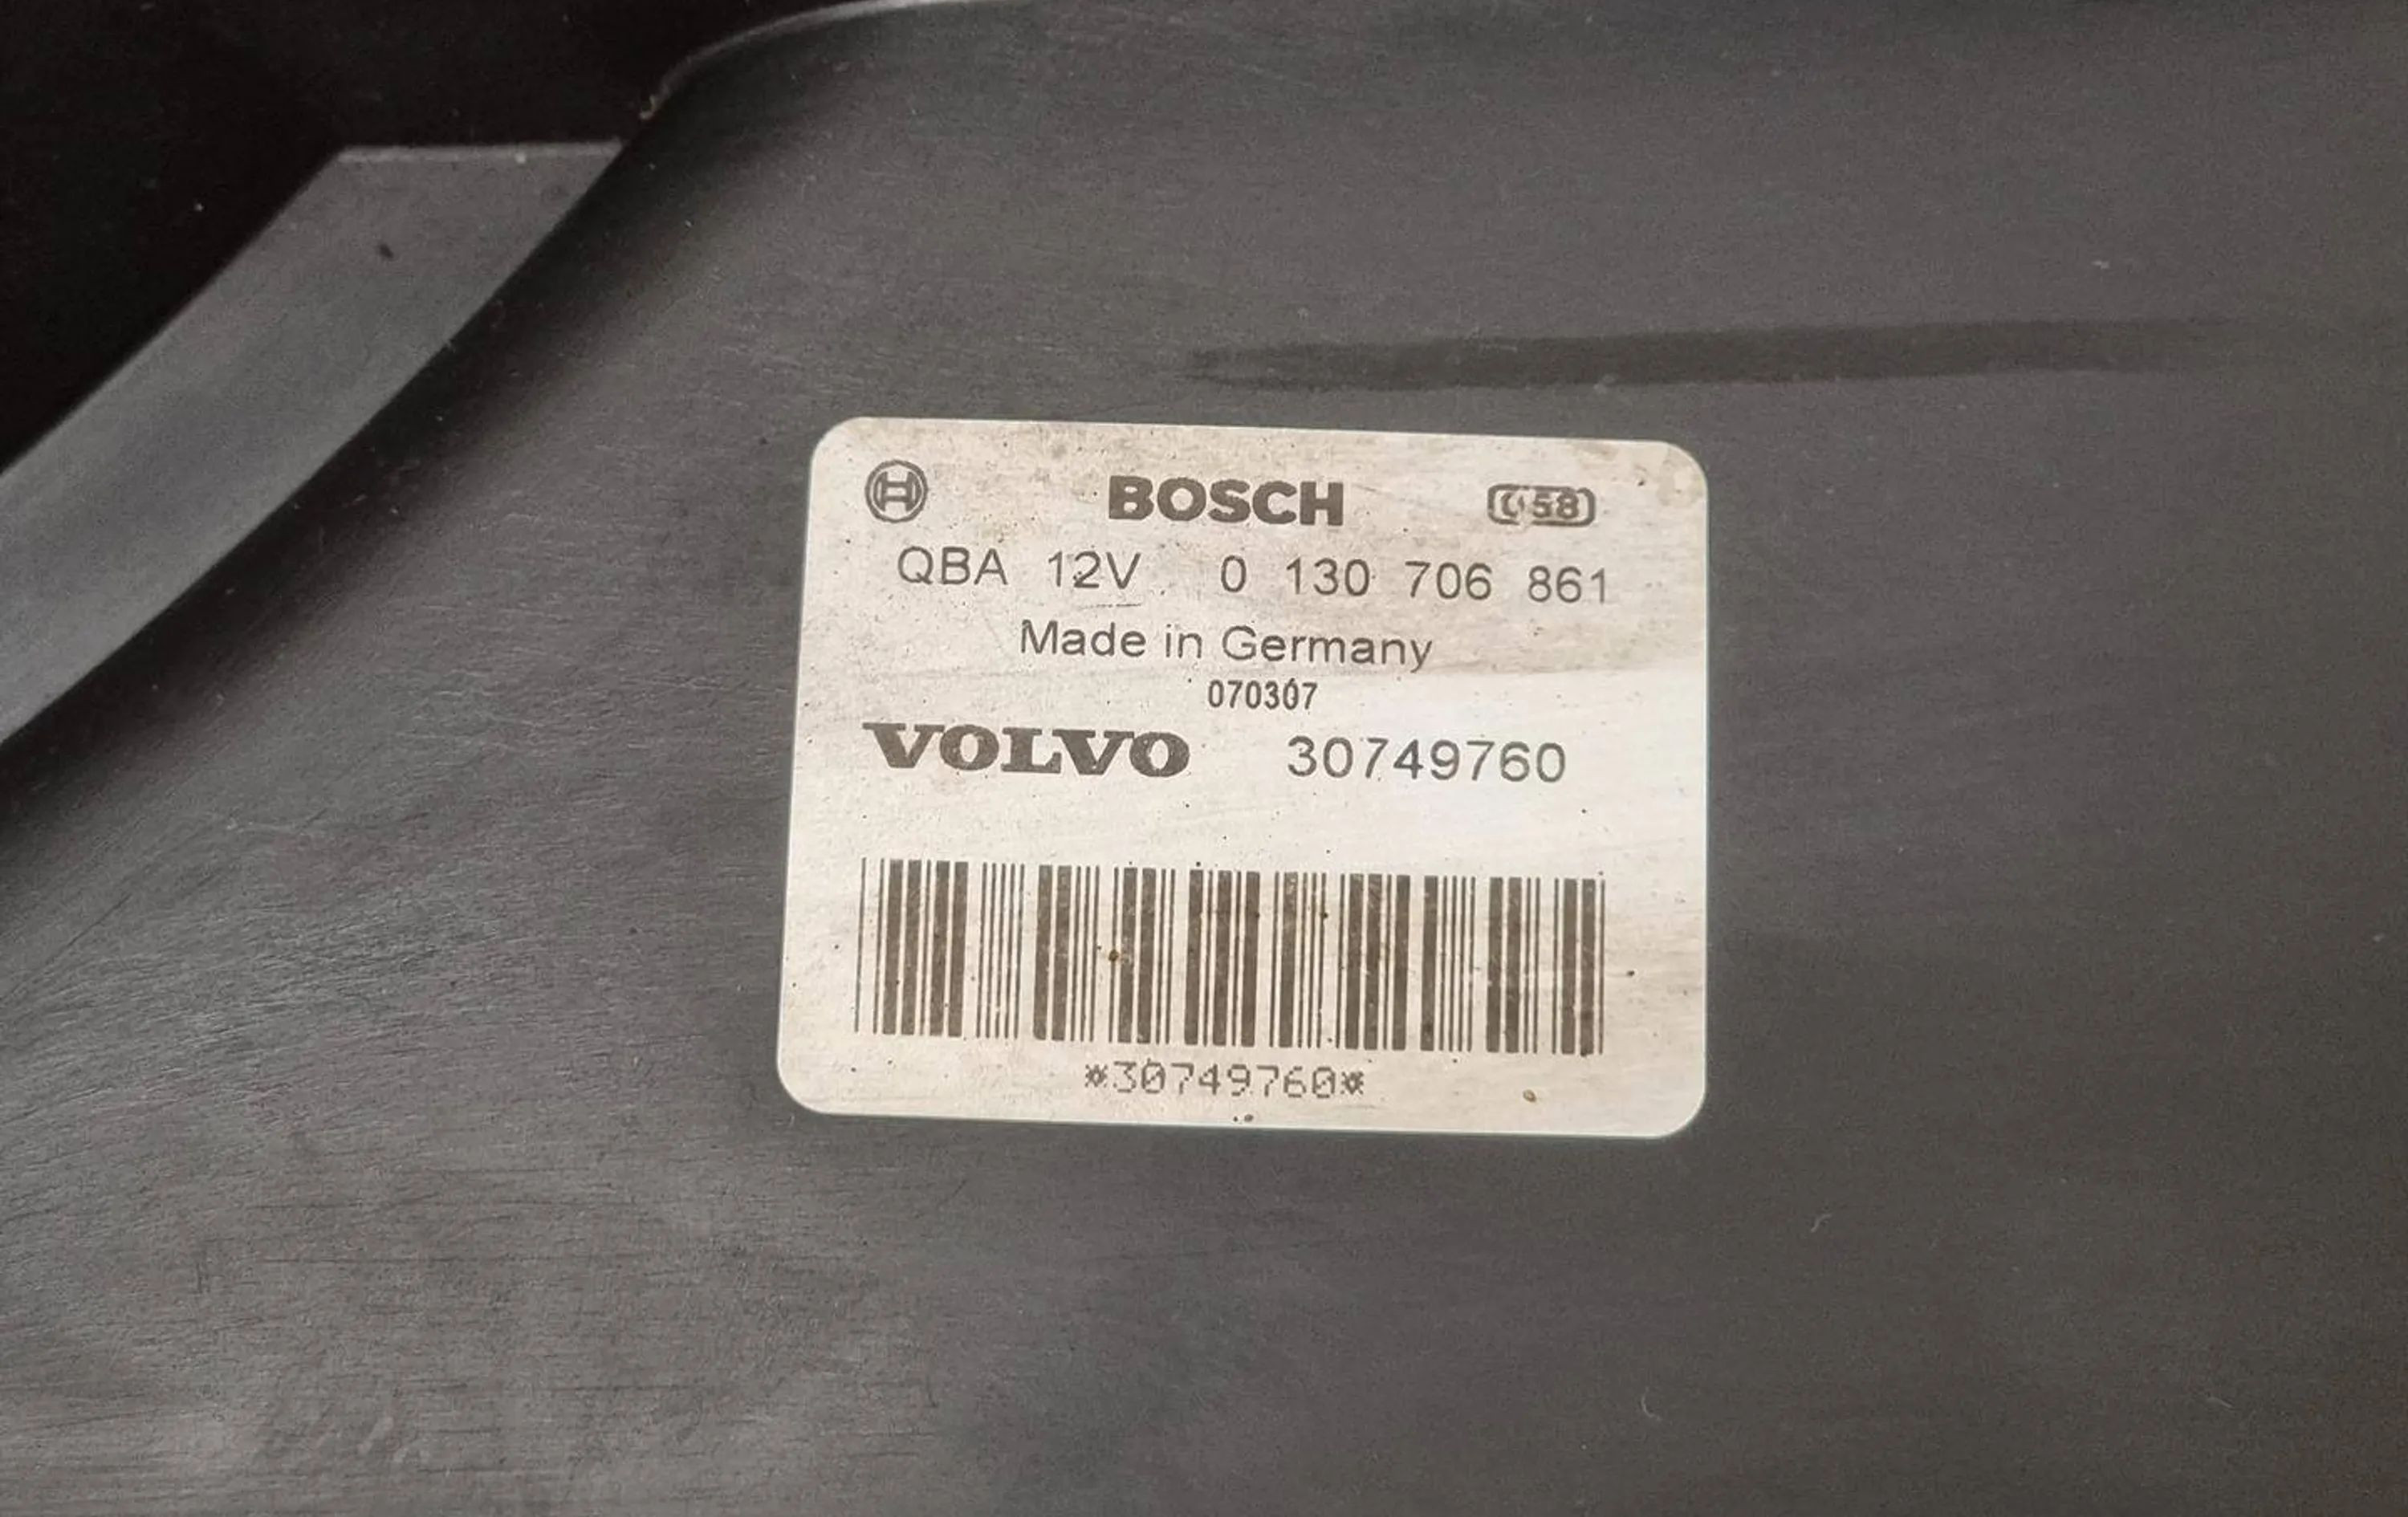 BOSCH
QBA 12V 0 130 706 861
Made in Germany
070307
VOLVO 30749760
*30749760*